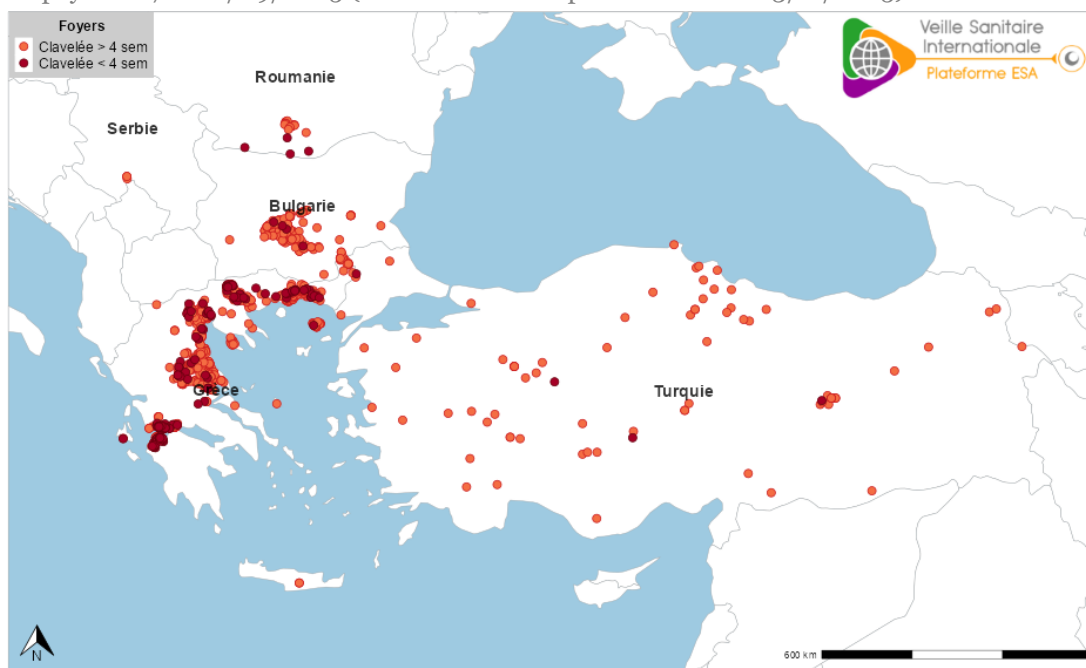 Foyers
Clavelée > 4 sem
Clavelée < 4 sem
Veille Sanitaire
Internationale
Plateforme ESA
Roumanie
Serbie
Bulgarie
Grèce
Turquie
N
600 km